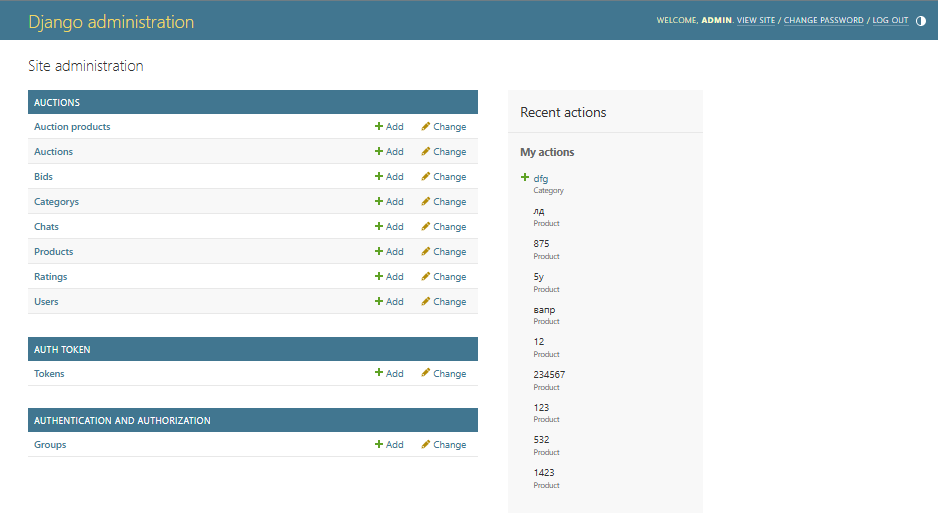 Django administration
WELCOME, ADMIN. VIEW SITE / CHANGE PASSWORD / LOG OUT
Site administration
AUCTIONS
Auction products Add Change
Auctions Add Change
Bids Add Change
Categorys Add Change
Chats Add Change
Products Add Change
Ratings Add Change
Users Add Change
AUTH TOKEN
Tokens Add Change
AUTHENTICATION AND AUTHORIZATION
Groups Add Change
Recent actions
My actions
dfg
Category
лд
Product
875
Product
5у
Product
вапр
Product
12
Product
234567
Product
123
Product
532
Product
1423
Product